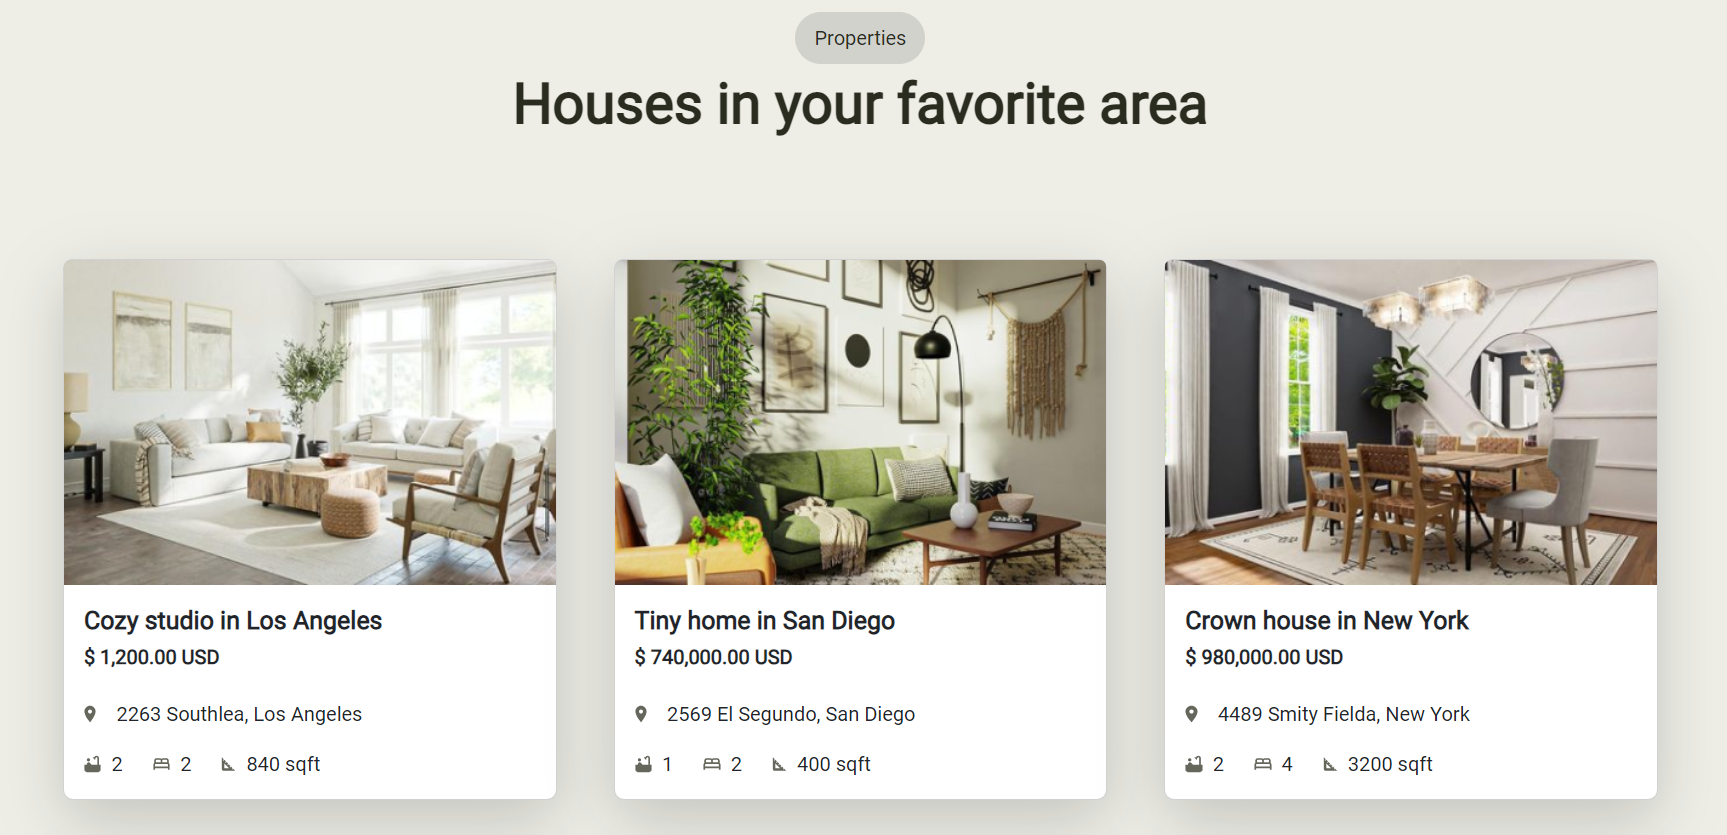 Properties
Houses in your favorite area
Cozy studio in Los Angeles
$ 1,200.00 USD
2263 Southlea, Los Angeles
2 2 840 sqft
Tiny home in San Diego
$ 740,000.00 USD
2569 El Segundo, San Diego
1 2 400 sqft
Crown house in New York
$ 980,000.00 USD
4489 Smity Fielda, New York
2 4 3200 sqft